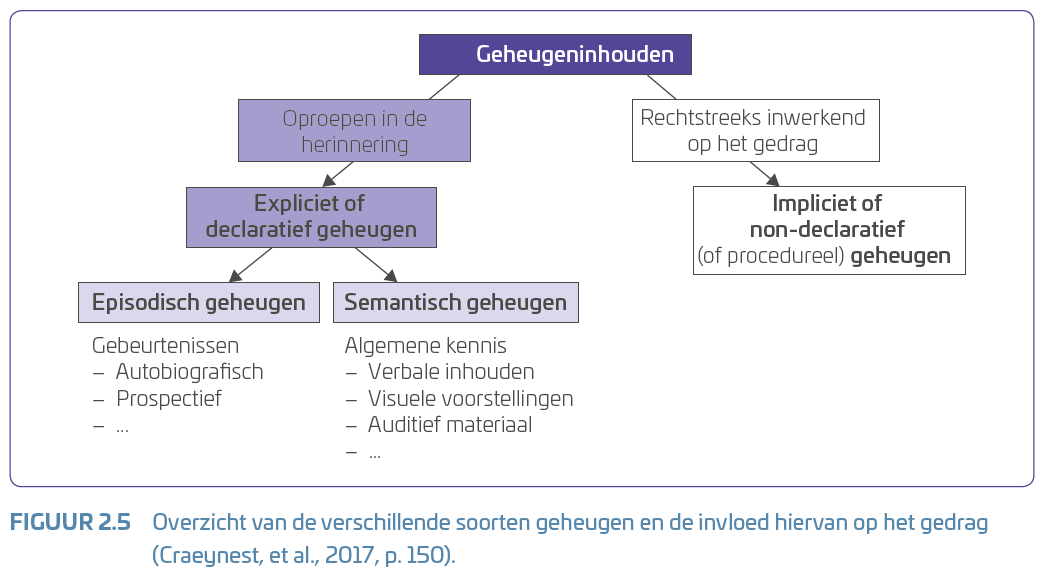 Geheugeninhouden
Oproepen in de
herinnering
Rechtstreeks inwerkend
op het gedrag
Expliciet of
declaratief geheugen
Impliciet of
non-declaratief
(of procedureel) geheugen
Episodisch geheugen
Gebeurtenissen
– Autobiografisch
– Prospectief
– ...
Semantisch geheugen
Algemene kennis
– Verbale inhouden
– Visuele voorstellingen
– Auditief materiaal
– ...
FIGUUR 2.5 Overzicht van de verschillende soorten geheugen en de invloed hiervan op het gedrag
(Craeynest, et al., 2017, p. 150).